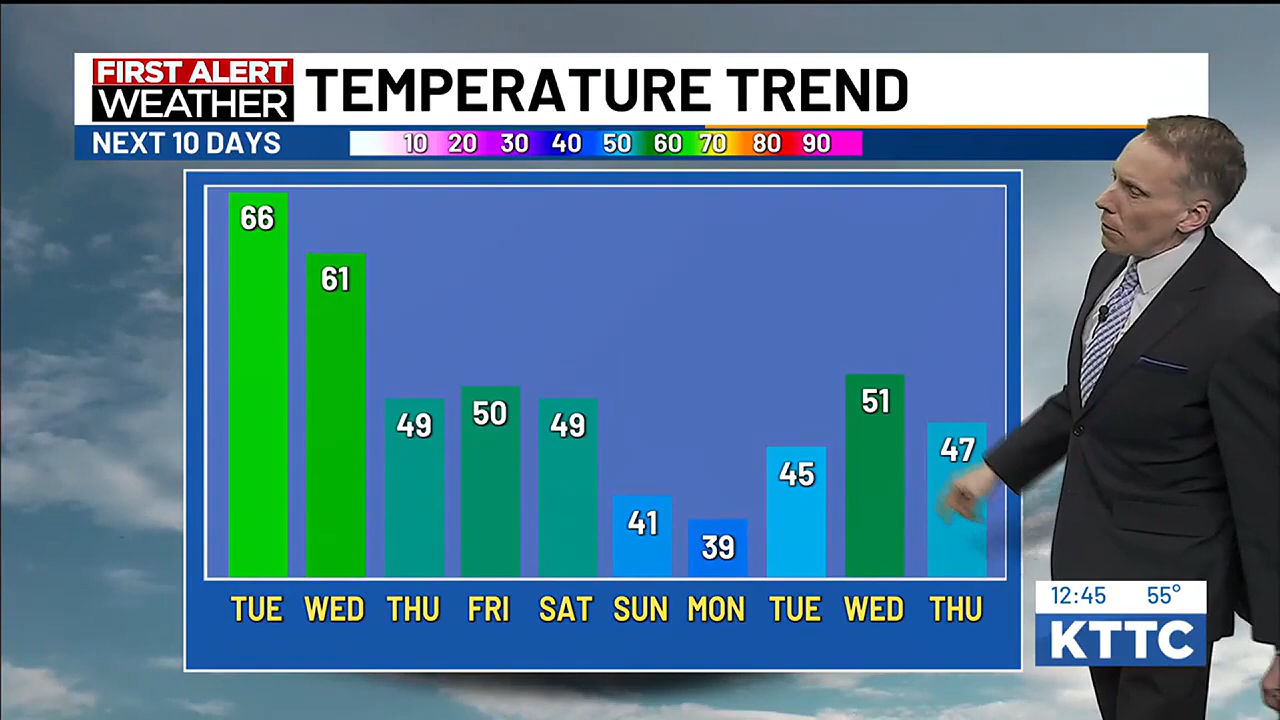 FIRST ALERT
WEATHER
TEMPERATURE TREND
NEXT 10 DAYS
10 20 30 40 50 60 70 80 90
66
61
49
50
49
41
39
45
51
47
TUE WED THU FRI SAT SUN MON TUE WED THU
12:45 55°
KTTC